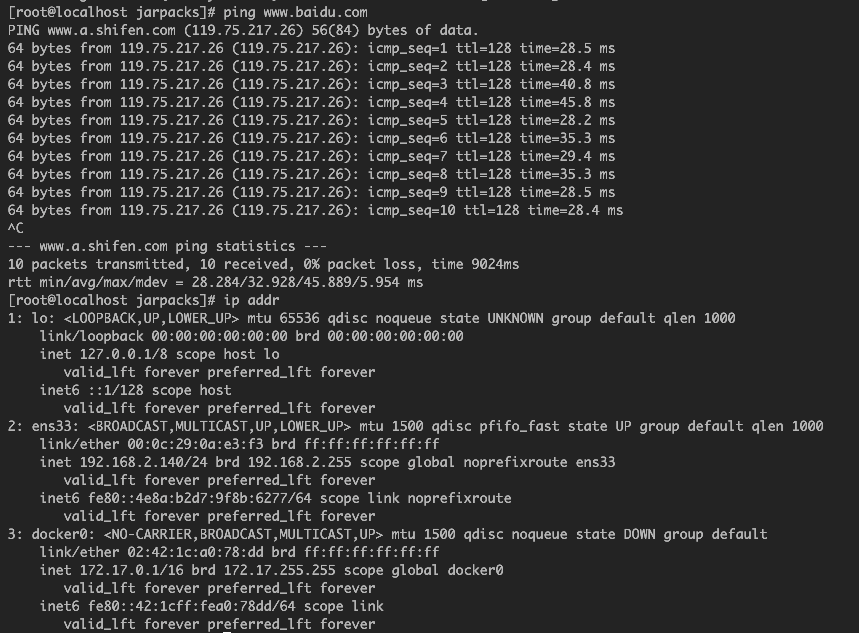 [root@localhost jarpacks]# ping www.baidu.com
PING www.a.shifen.com (119.75.217.26) 56(84) bytes of data.
64 bytes from 119.75.217.26 (119.75.217.26): icmp_seq=1 ttl=128 time=28.5 ms
64 bytes from 119.75.217.26 (119.75.217.26): icmp_seq=2 ttl=128 time=28.4 ms
64 bytes from 119.75.217.26 (119.75.217.26): icmp_seq=3 ttl=128 time=40.8 ms
64 bytes from 119.75.217.26 (119.75.217.26): icmp_seq=4 ttl=128 time=45.8 ms
64 bytes from 119.75.217.26 (119.75.217.26): icmp_seq=5 ttl=128 time=28.2 ms
64 bytes from 119.75.217.26 (119.75.217.26): icmp_seq=6 ttl=128 time=35.3 ms
64 bytes from 119.75.217.26 (119.75.217.26): icmp_seq=7 ttl=128 time=29.4 ms
64 bytes from 119.75.217.26 (119.75.217.26): icmp_seq=8 ttl=128 time=35.3 ms
64 bytes from 119.75.217.26 (119.75.217.26): icmp_seq=9 ttl=128 time=28.5 ms
64 bytes from 119.75.217.26 (119.75.217.26): icmp_seq=10 ttl=128 time=28.4 ms
^C
--- www.a.shifen.com ping statistics ---
10 packets transmitted, 10 received, 0% packet loss, time 9024ms
rtt min/avg/max/mdev = 28.284/32.928/45.889/5.954 ms
[root@localhost jarpacks]# ip addr
1: lo: <LOOPBACK,UP,LOWER_UP> mtu 65536 qdisc noqueue state UNKNOWN group default qlen 1000
    link/loopback 00:00:00:00:00:00 brd 00:00:00:00:00:00
    inet 127.0.0.1/8 scope host lo
       valid_lft forever preferred_lft forever
    inet6 ::1/128 scope host
       valid_lft forever preferred_lft forever
2: ens33: <BROADCAST,MULTICAST,UP,LOWER_UP> mtu 1500 qdisc pfifo_fast state UP group default qlen 1000
    link/ether 00:0c:29:0a:e3:f3 brd ff:ff:ff:ff:ff:ff
    inet 192.168.2.140/24 brd 192.168.2.255 scope global noprefixroute ens33
       valid_lft forever preferred_lft forever
    inet6 fe80::4e8a:b2d7:9f8b:6277/64 scope link noprefixroute
       valid_lft forever preferred_lft forever
3: docker0: <NO-CARRIER,BROADCAST,MULTICAST,UP> mtu 1500 qdisc noqueue state DOWN group default
    link/ether 02:42:1c:a0:78:dd brd ff:ff:ff:ff:ff:ff
    inet 172.17.0.1/16 brd 172.17.255.255 scope global docker0
       valid_lft forever preferred_lft forever
    inet6 fe80::42:1cff:fea0:78dd/64 scope link
       valid_lft forever preferred_lft forever